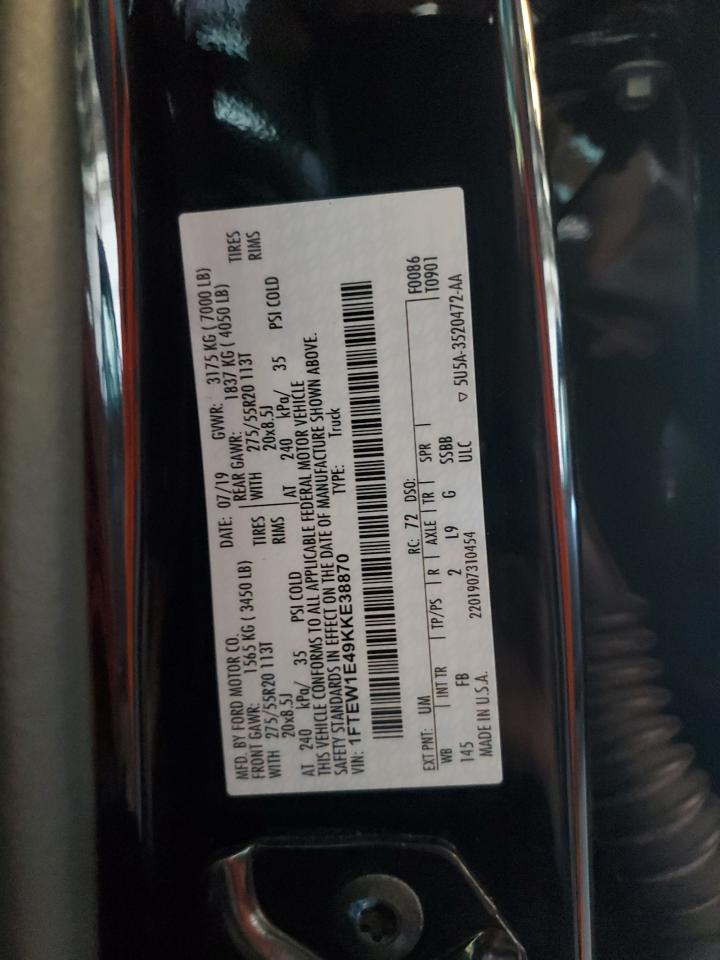 MFD. BY FORD MOTOR CO.
DATE: 07/19 GVWR: 3175 KG ( 7000 LB)
FRONT GAWR: 1565 KG ( 3450 LB) REAR GAWR: 1837 KG ( 4050 LB)
WITH 275/55R20 113T TIRES WITH 275/55R20 113T TIRES
20x8.5J RIMS 20x8.5J RIMS
AT 240 kPa/ 35 PSI COLD AT 240 kPa/ 35 PSI COLD
THIS VEHICLE CONFORMS TO ALL APPLICABLE FEDERAL MOTOR VEHICLE
SAFETY STANDARDS IN EFFECT ON THE DATE OF MANUFACTURE SHOWN ABOVE.
VIN: 1FTEW1E49KKE38870 TYPE: Truck
F0086
EXT PNT: UM RC: 72 DSO: T0901
WB INT TR TP/PS R AXLE TR SPR
145 FB 2 L9 G SSBB
2201907310454 ULC
MADE IN U.S.A. ▽ 5U5A-3520472-AA